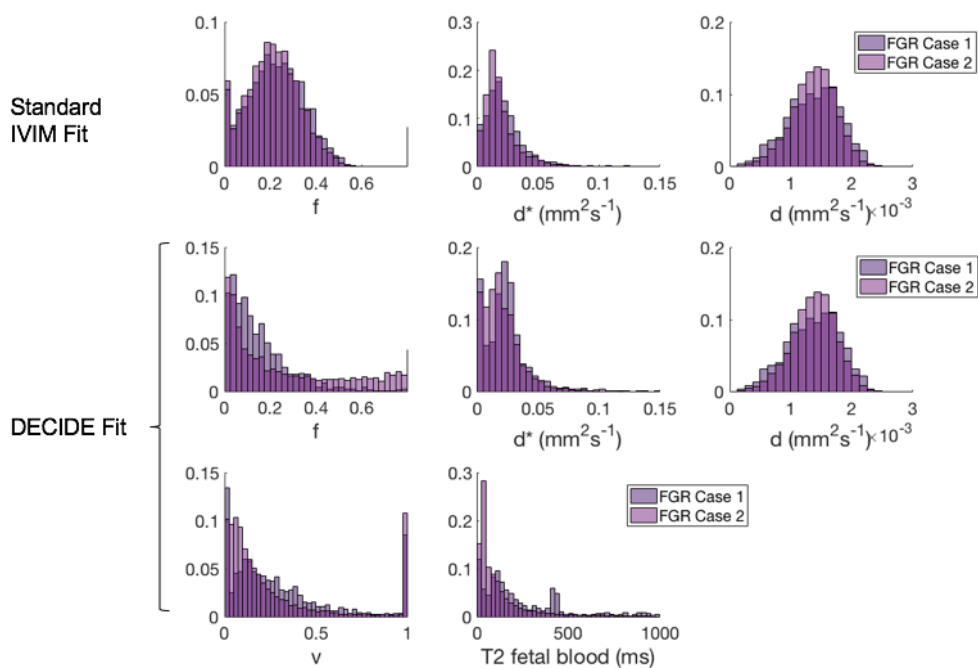 Standard
IVIM Fit
0.1
0.05
0
0 0.2 0.4 0.6
f
0.3
0.2
0.1
0
0 0.05 0.1 0.15
d* (mm²s⁻¹)
0.2
0.1
0
0 1 2 3
d (mm²s⁻¹)×10⁻³
FGR Case 1
FGR Case 2
DECIDE Fit
0.15
0.1
0.05
0
0 0.2 0.4 0.6
f
0.2
0.1
0
0 0.05 0.1 0.15
d* (mm²s⁻¹)
0.2
0.1
0
0 1 2 3
d (mm²s⁻¹)×10⁻³
FGR Case 1
FGR Case 2
0.15
0.1
0.05
0
0 0.5 1
v
0.3
0.2
0.1
0
0 500 1000
T2 fetal blood (ms)
FGR Case 1
FGR Case 2